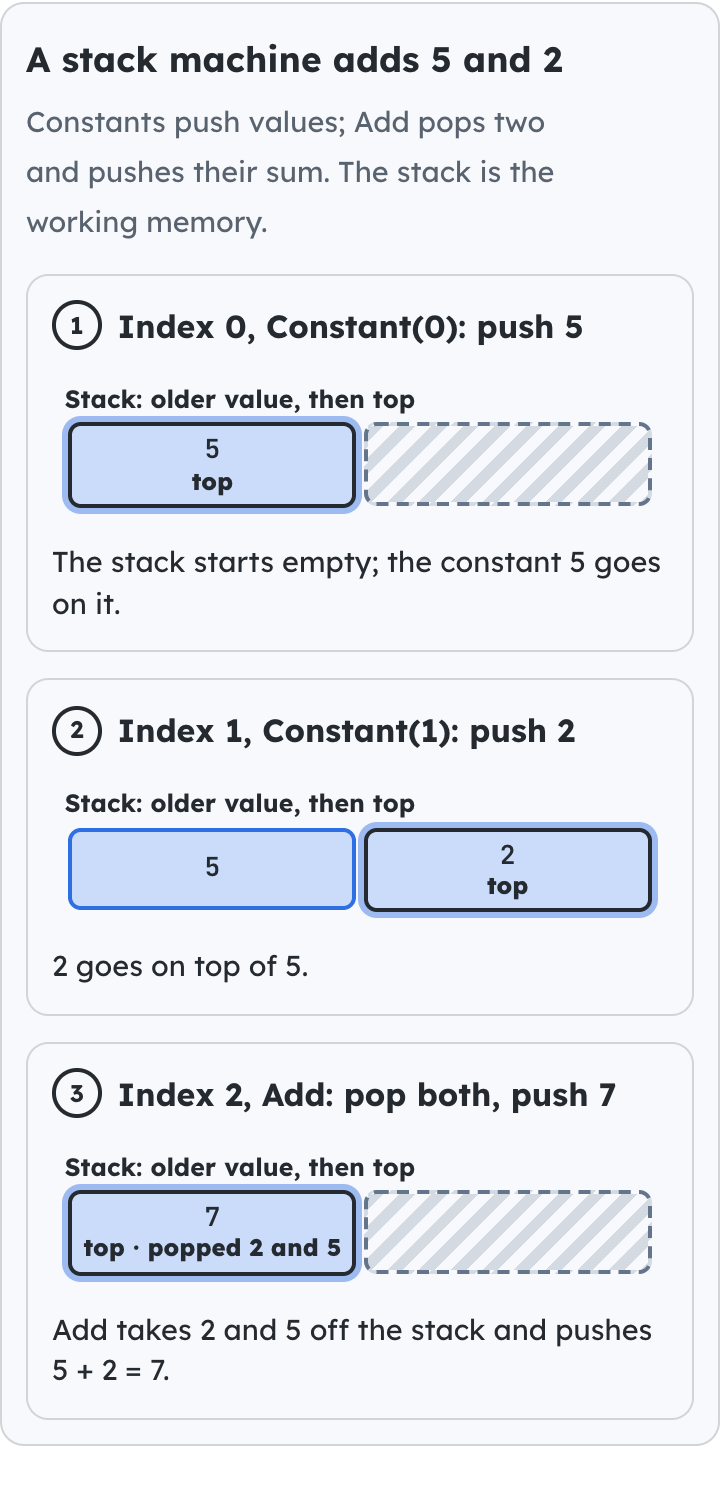 A stack machine adds 5 and 2
Constants push values; Add pops two
and pushes their sum. The stack is the
working memory.
1 Index 0, Constant(0): push 5
Stack: older value, then top
5
top
The stack starts empty; the constant 5 goes
on it.
2 Index 1, Constant(1): push 2
Stack: older value, then top
5
2
top
2 goes on top of 5.
3 Index 2, Add: pop both, push 7
Stack: older value, then top
7
top · popped 2 and 5
Add takes 2 and 5 off the stack and pushes
5 + 2 = 7.